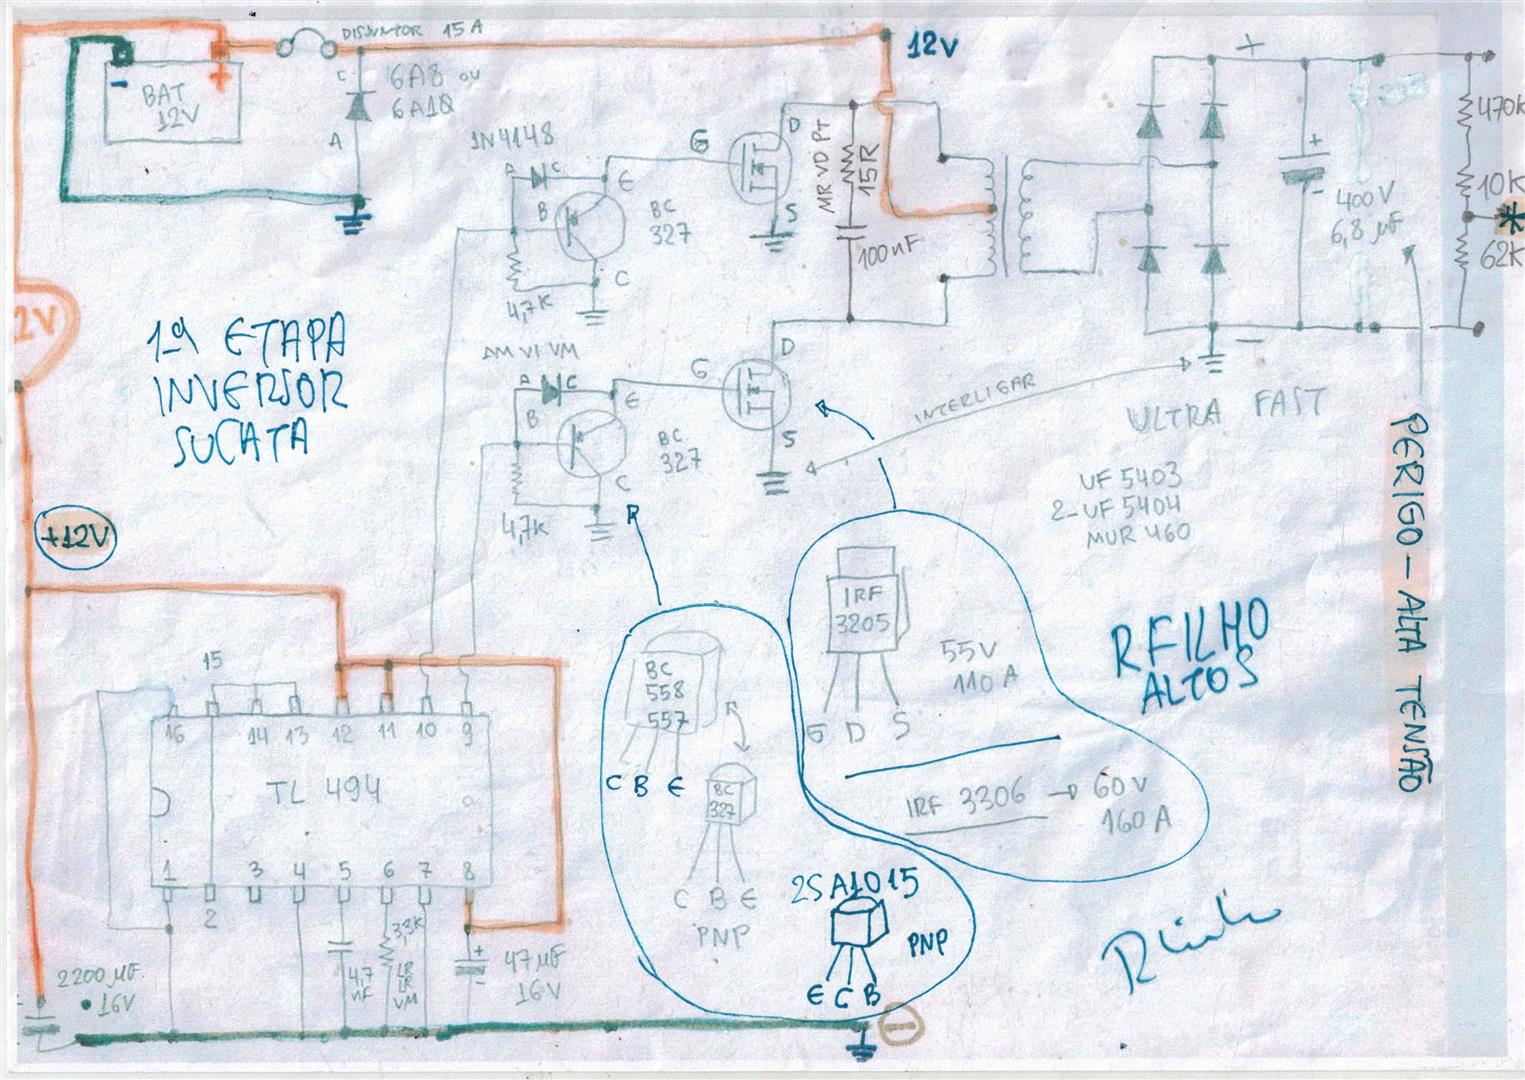 DISJUNTOR 15A
12V
BAT
12V
-
+
C
6A8 ou
6A10
A
1N4148
A
C
E
B
BC
327
C
4,7K
G
D
S
MR VD PT
15R
100nF
+
+
-
400V
6,8 µF
470K
10K
*
62K
12V
1ª ETAPA
INVERSOR
SUCATA
AM VI VM
A
C
E
B
BC
327
C
4,7K
G
D
S
INTERLIGAR
-
ULTRA FAST
UF 5403
2-UF 5404
MUR 460
PERIGO - ALTA TENSÃO
+12V
IRF
3205
55V
110 A
G D S
IRF 3306 → 60V
160 A
RFILHO
ALTOS
15
16 14 13 12 11 10 9
TL 494
1 2 3 4 5 6 7 8
BC
558
557
C B E
BC
327
C B E
PNP
2SA1015
PNP
E C B
2200 µF
16V
4,7
nF
3,3K
LR
LR
VM
+
-
47 µF
16V
-